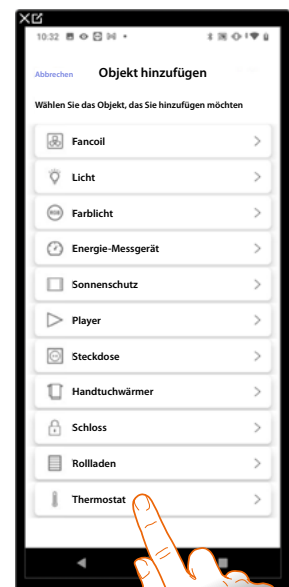 10:32
Abbrechen Objekt hinzufügen
Wählen Sie das Objekt, das Sie hinzufügen möchten
Fancoil
Licht
RGB Farblicht
Energie-Messgerät
Sonnenschutz
Player
Steckdose
Handtuchwärmer
Schloss
Rollladen
Thermostat